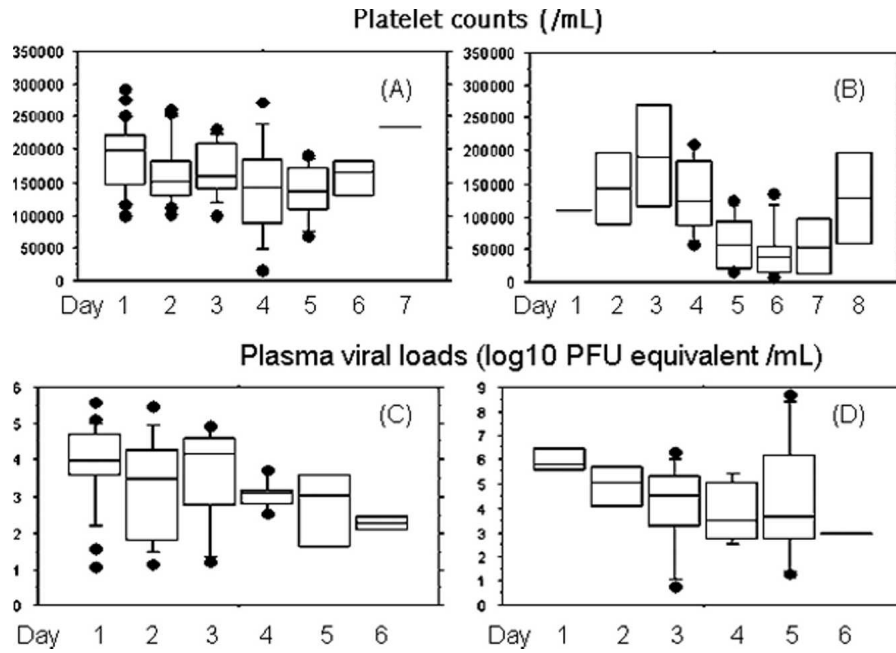 Platelet counts (/mL)
350000 (A) 350000 (B)
300000 300000
250000 250000
200000 200000
150000 150000
100000 100000
50000 50000
0 0
Day 1 2 3 4 5 6 7 Day 1 2 3 4 5 6 7 8
Plasma viral loads (log10 PFU equivalent /mL)
6 (C) 9 (D)
5 8
4 7
3 6
2 5
1 4
0 3
2
1
0
Day 1 2 3 4 5 6 Day 1 2 3 4 5 6